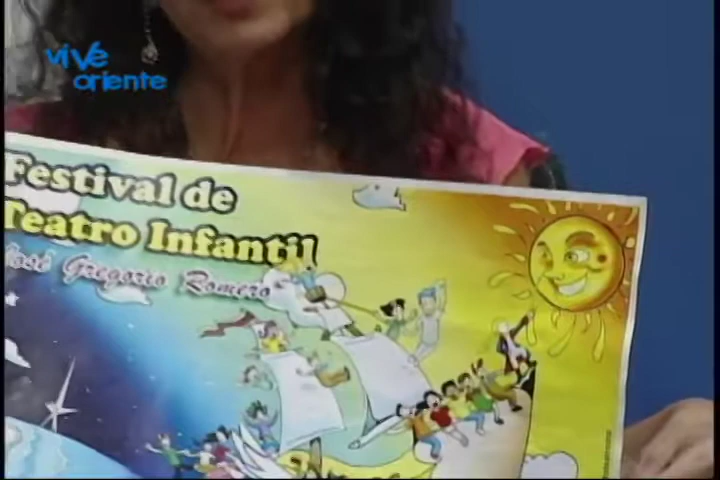 vive
oriente
Festival de
Teatro Infantil
José Gregorio Romero